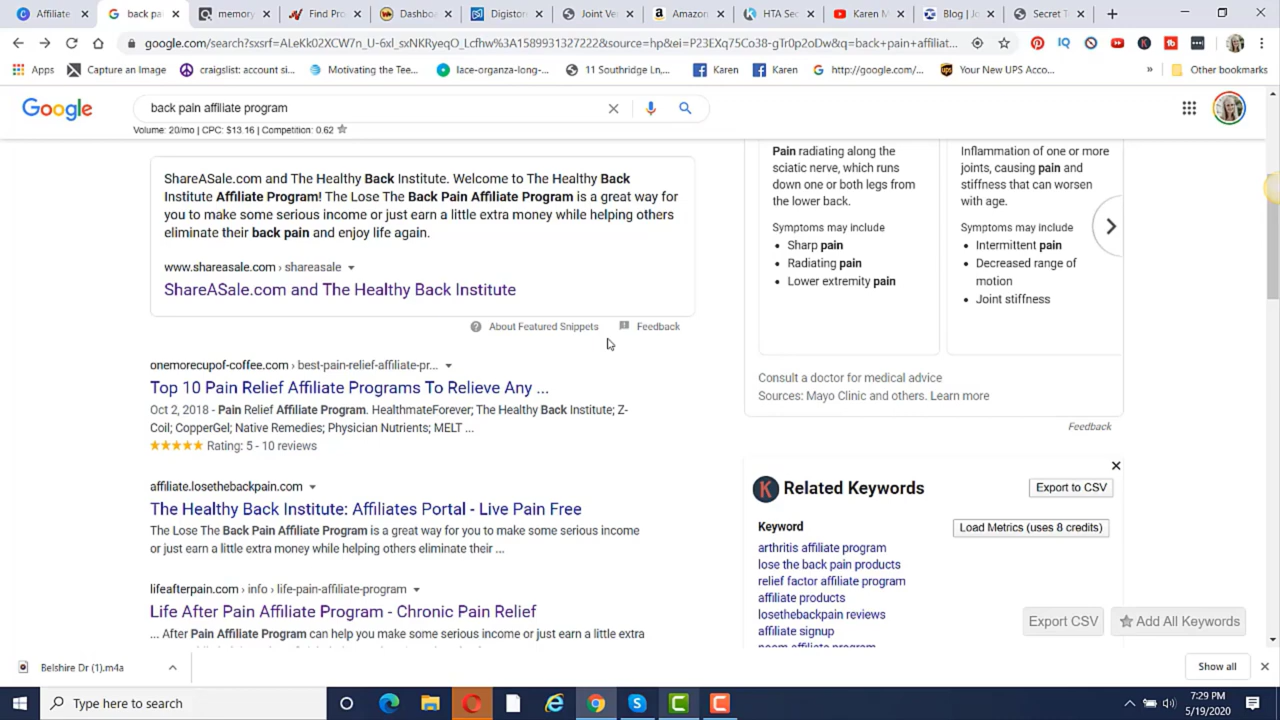 Affiliate
back pa
memory
Find Pro
Dashbo
Digistore
Joint Ve
Amazon
HTA Sec
Karen M
Blog | Jo
Secret T
google.com/search?sxsrf=ALeKk02XCW7n_U-6xl_sxNKRyeqO_Lcfhw%3A1589931327222&source=hp&ei=P23EXq75Co38-gTr0p2oDw&q=back+pain+affiliat...
Apps
Capture an Image
craigslist: account si...
Motivating the Tee...
lace-organza-long-...
11 Southridge Ln,...
Karen
Karen
http://google.com/...
Your New UPS Acco...
»
Other bookmarks
Google
back pain affiliate program
Volume: 20/mo | CPC: $13.16 | Competition: 0.62
ShareASale.com and The Healthy Back Institute. Welcome to The Healthy Back
Institute Affiliate Program! The Lose The Back Pain Affiliate Program is a great way for
you to make some serious income or just earn a little extra money while helping others
eliminate their back pain and enjoy life again.
www.shareasale.com › shareasale
ShareASale.com and The Healthy Back Institute
About Featured Snippets
Feedback
onemorecupof-coffee.com › best-pain-relief-affiliate-pr...
Top 10 Pain Relief Affiliate Programs To Relieve Any ...
Oct 2, 2018 - Pain Relief Affiliate Program. HealthmateForever; The Healthy Back Institute; Z-
Coil; CopperGel; Native Remedies; Physician Nutrients; MELT ...
Rating: 5 - 10 reviews
affiliate.losethebackpain.com
The Healthy Back Institute: Affiliates Portal - Live Pain Free
The Lose The Back Pain Affiliate Program is a great way for you to make some serious income
or just earn a little extra money while helping others eliminate their ...
lifeafterpain.com › info › life-pain-affiliate-program
Life After Pain Affiliate Program - Chronic Pain Relief
... After Pain Affiliate Program can help you make some serious income or just earn a little extra
Pain radiating along the
sciatic nerve, which runs
down one or both legs from
the lower back.
Symptoms may include
• Sharp pain
• Radiating pain
• Lower extremity pain
Inflammation of one or more
joints, causing pain and
stiffness that can worsen
with age.
Symptoms may include
• Intermittent pain
• Decreased range of
motion
• Joint stiffness
Consult a doctor for medical advice
Sources: Mayo Clinic and others. Learn more
Feedback
K Related Keywords
Export to CSV
Keyword
Load Metrics (uses 8 credits)
arthritis affiliate program
lose the back pain products
relief factor affiliate program
affiliate products
losethebackpain reviews
affiliate signup
noom affiliate program
Export CSV
Add All Keywords
Belshire Dr (1).m4a
Show all
Type here to search
7:29 PM
5/19/2020